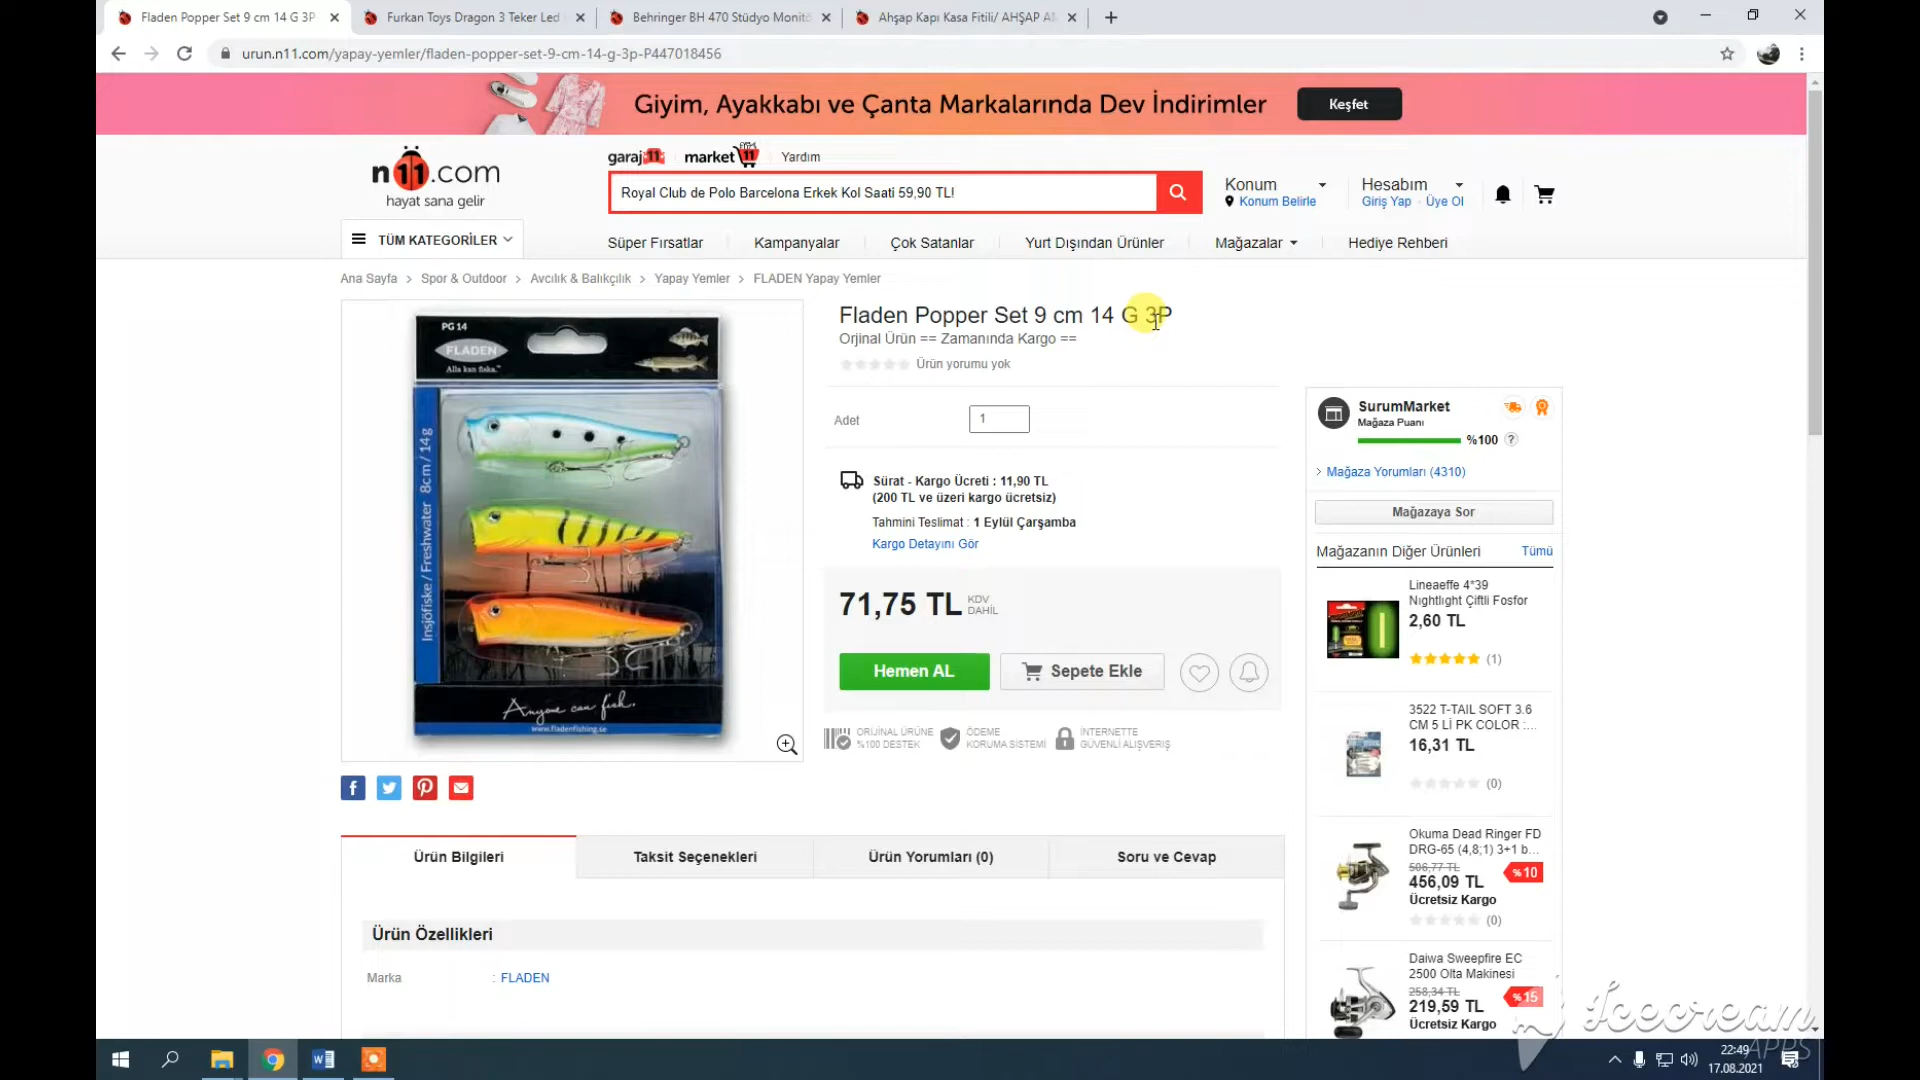 Fladen Popper Set 9 cm 14 G 3P
Furkan Toys Dragon 3 Teker Led
Behringer BH 470 Stüdyo Monitö
Ahşap Kapı Kasa Fitili/ AHŞAP A
urun.n11.com/yapay-yemler/fladen-popper-set-9-cm-14-g-3p-P447018456
Giyim, Ayakkabı ve Çanta Markalarında Dev İndirimler
Keşfet
n11.com
hayat sana gelir
garaj11
market11
Yardım
Royal Club de Polo Barcelona Erkek Kol Saati 59,90 TL!
Konum
Konum Belirle
Hesabım
Giriş Yap · Üye Ol
TÜM KATEGORİLER
Süper Fırsatlar
Kampanyalar
Çok Satanlar
Yurt Dışından Ürünler
Mağazalar
Hediye Rehberi
Ana Sayfa > Spor & Outdoor > Avcılık & Balıkçılık > Yapay Yemler > FLADEN Yapay Yemler
PG 14
FLADEN
Alla kan fiska.™
Insjöfiske / Freshwater 8cm / 14g
Anyone can fish.
www.fladenfishing.se
Fladen Popper Set 9 cm 14 G 3P
Orjinal Ürün == Zamanında Kargo ==
Ürün yorumu yok
Adet
1
Sürat - Kargo Ücreti : 11,90 TL
(200 TL ve üzeri kargo ücretsiz)
Tahmini Teslimat : 1 Eylül Çarşamba
Kargo Detayını Gör
71,75 TL
KDV
DAHİL
Hemen AL
Sepete Ekle
ORİJİNAL ÜRÜNE
%100 DESTEK
ÖDEME
KORUMA SİSTEMİ
İNTERNETTE
GÜVENLİ ALIŞVERİŞ
SurumMarket
Mağaza Puanı
%100
?
> Mağaza Yorumları (4310)
Mağazaya Sor
Mağazanın Diğer Ürünleri
Tümü
Lineaeffe 4*39
Nıghtlıght Çiftli Fosfor
2,60 TL
(1)
3522 T-TAIL SOFT 3.6
CM 5 Lİ PK COLOR :...
16,31 TL
(0)
Okuma Dead Ringer FD
DRG-65 (4,8;1) 3+1 b...
506,77 TL
456,09 TL
%10
Ücretsiz Kargo
(0)
Daiwa Sweepfire EC
2500 Olta Makinesi
258,34 TL
219,59 TL
%15
Ücretsiz Kargo
Ürün Bilgileri
Taksit Seçenekleri
Ürün Yorumları (0)
Soru ve Cevap
Ürün Özellikleri
Marka : FLADEN
Icecream
APPS
22:49
17.08.2021